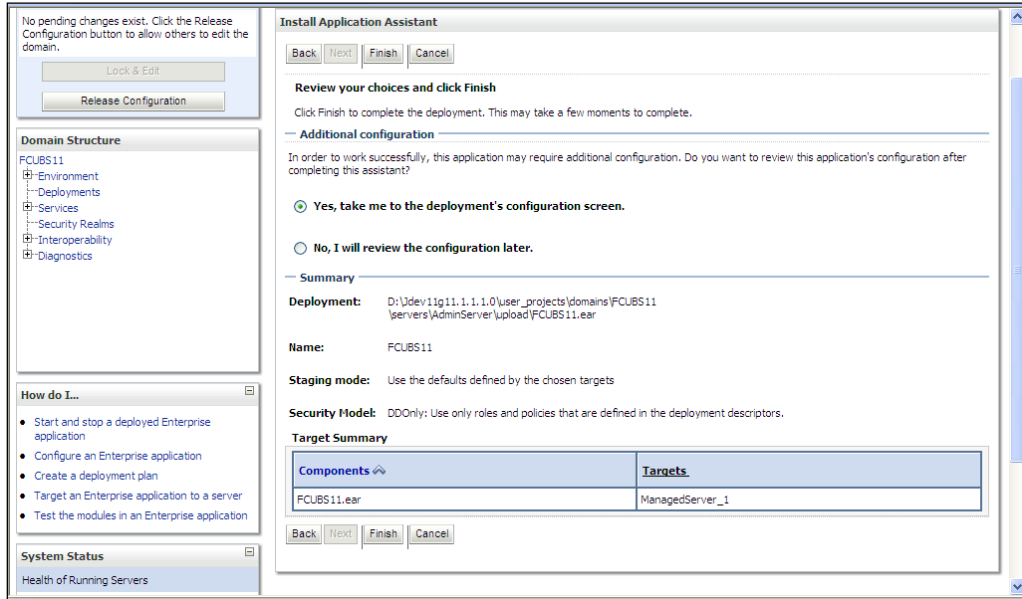 No pending changes exist. Click the Release
Configuration button to allow others to edit the
domain.
Lock & Edit
Release Configuration
Domain Structure
FCUBS11
Environment
Deployments
Services
Security Realms
Interoperability
Diagnostics
How do I...
Start and stop a deployed Enterprise
application
Configure an Enterprise application
Create a deployment plan
Target an Enterprise application to a server
Test the modules in an Enterprise application
System Status
Health of Running Servers
Install Application Assistant
Back Next Finish Cancel
Review your choices and click Finish
Click Finish to complete the deployment. This may take a few moments to complete.
Additional configuration
In order to work successfully, this application may require additional configuration. Do you want to review this application's configuration after
completing this assistant?
Yes, take me to the deployment's configuration screen.
No, I will review the configuration later.
Summary
Deployment: D:\Jdev11g11.1.1.1.0\user_projects\domains\FCUBS11
\servers\AdminServer\upload\FCUBS11.ear
Name: FCUBS11
Staging mode: Use the defaults defined by the chosen targets
Security Model: DDOnly: Use only roles and policies that are defined in the deployment descriptors.
Target Summary
Components Targets
FCUBS11.ear ManagedServer_1
Back Next Finish Cancel